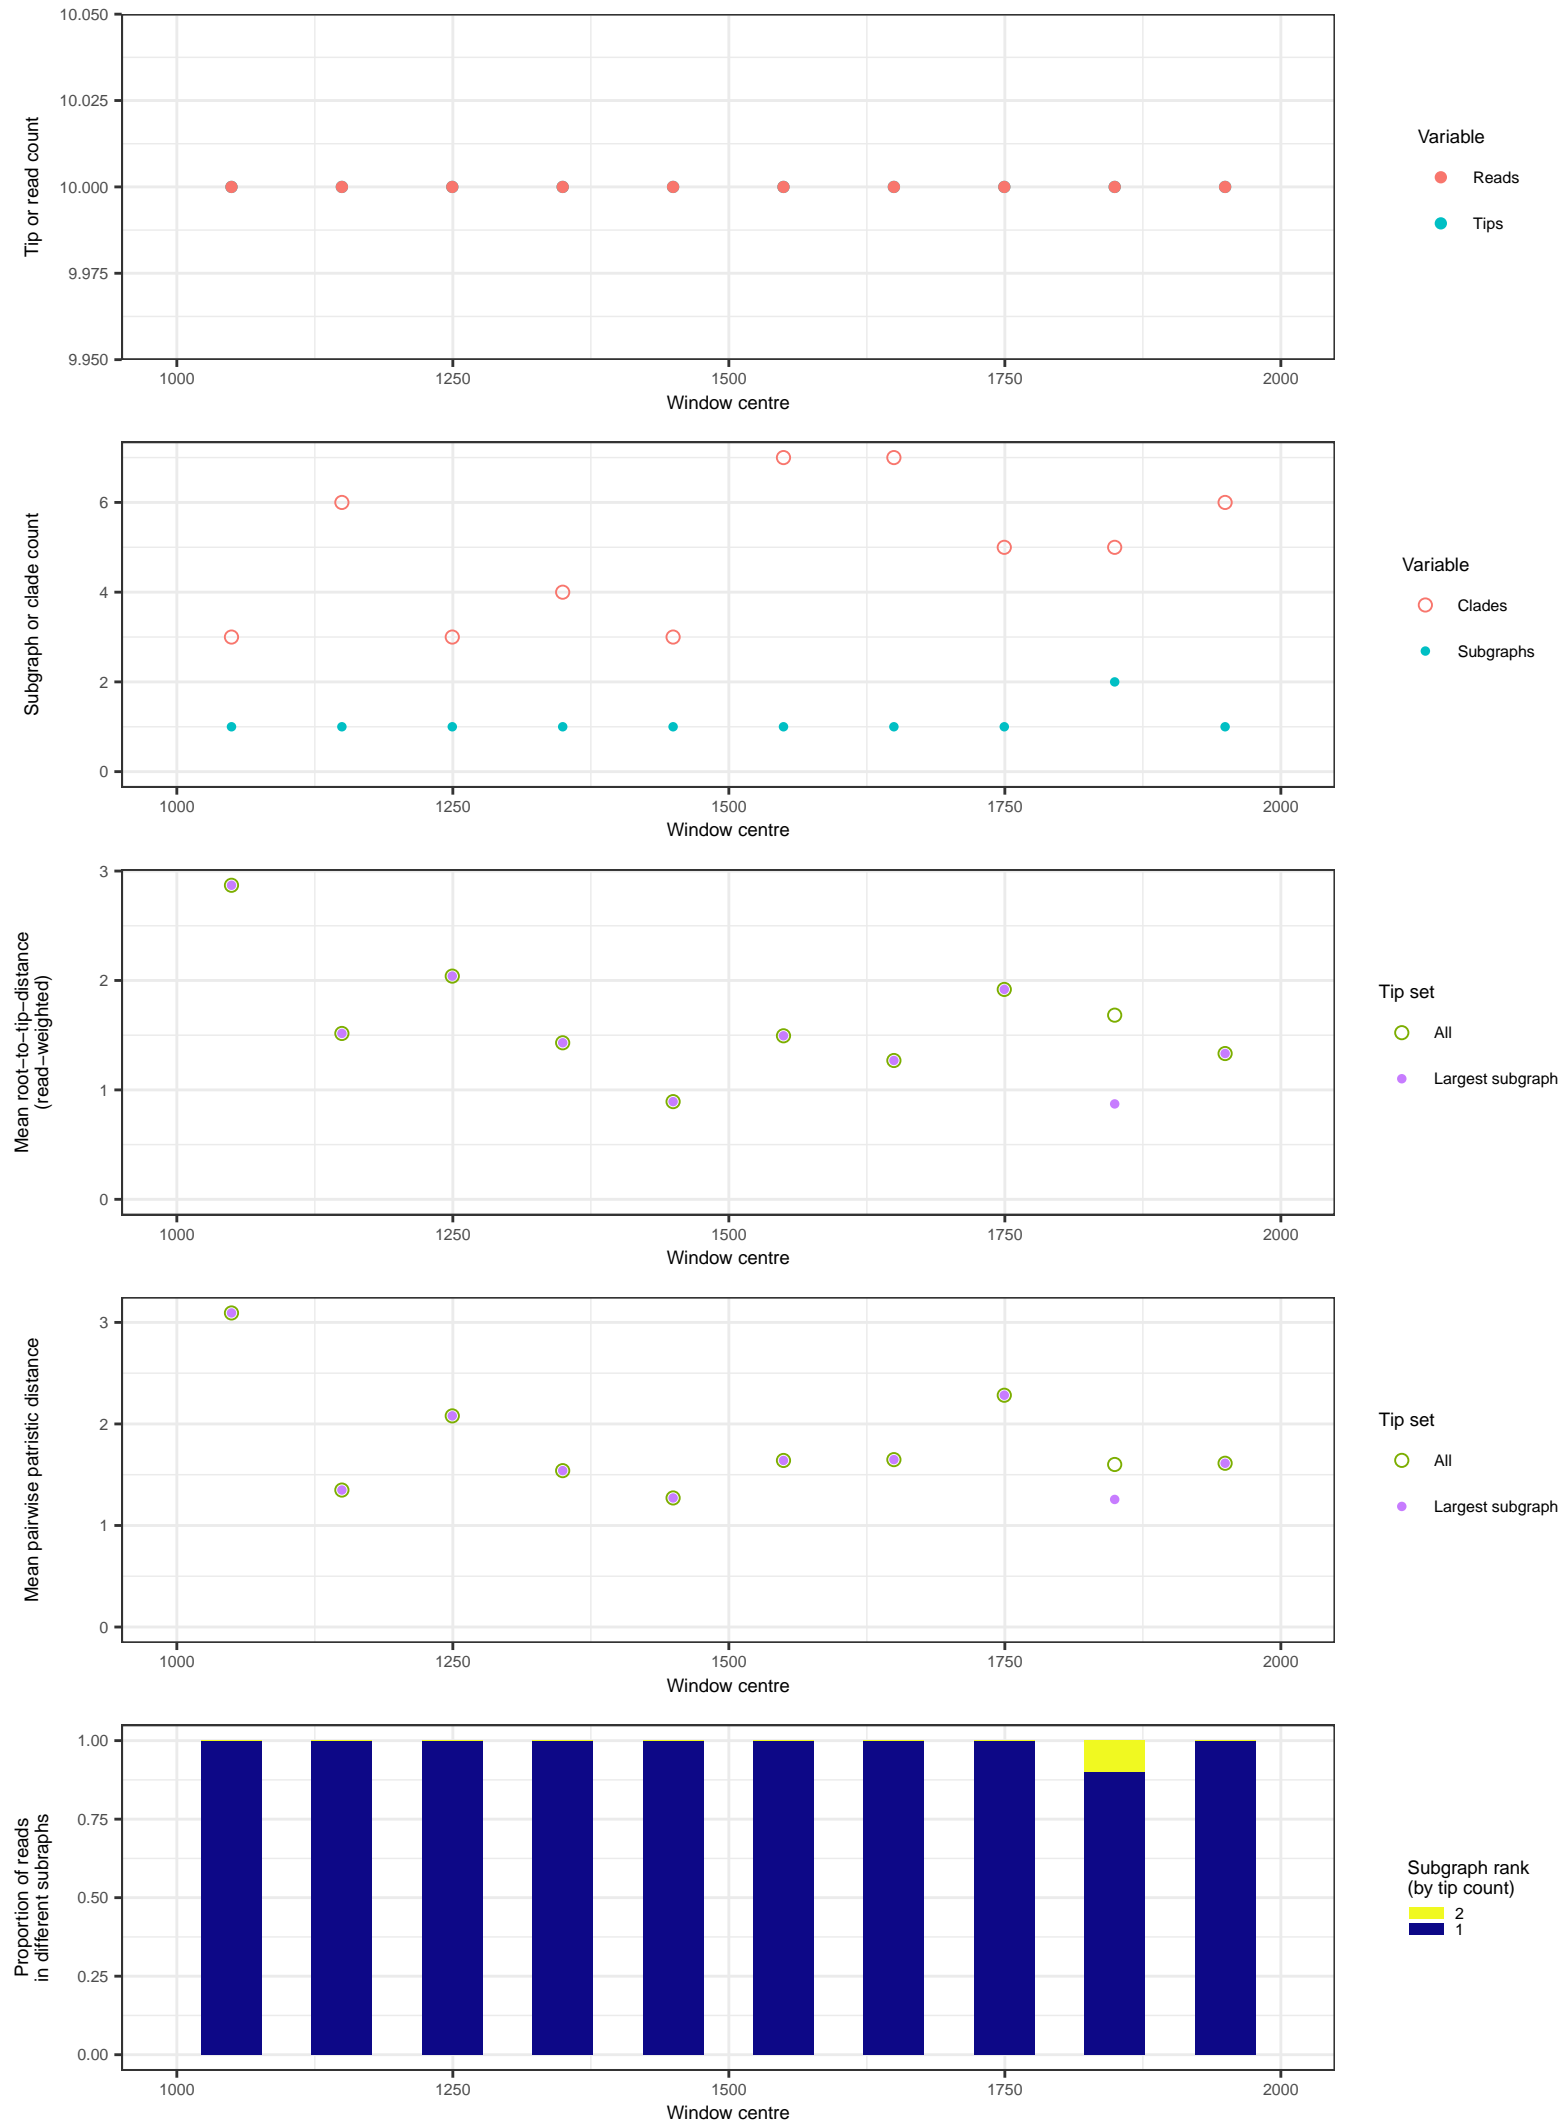 10.050
10.025
10.000
9.975
9.950
Tip or read count
1000 1250 1500 1750 2000
Window centre
Variable
Reads
Tips
6
4
2
0
Subgraph or clade count
1000 1250 1500 1750 2000
Window centre
Variable
Clades
Subgraphs
3
2
1
0
Mean root−to−tip−distance
(read−weighted)
1000 1250 1500 1750 2000
Window centre
Tip set
All
Largest subgraph
3
2
1
0
Mean pairwise patristic distance
1000 1250 1500 1750 2000
Window centre
Tip set
All
Largest subgraph
1.00
0.75
0.50
0.25
0.00
Proportion of reads
in different subraphs
1000 1250 1500 1750 2000
Window centre
Subgraph rank
(by tip count)
2
1